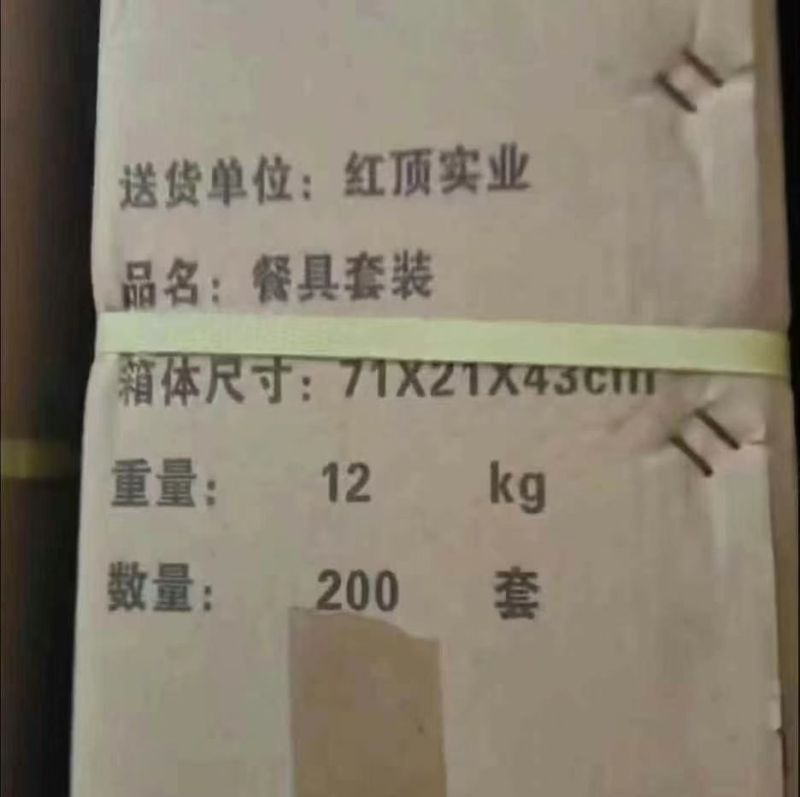 送货单位：红顶实业
品名：餐具套装
箱体尺寸：71X21X43cm
重量： 12 kg
数量： 200 套